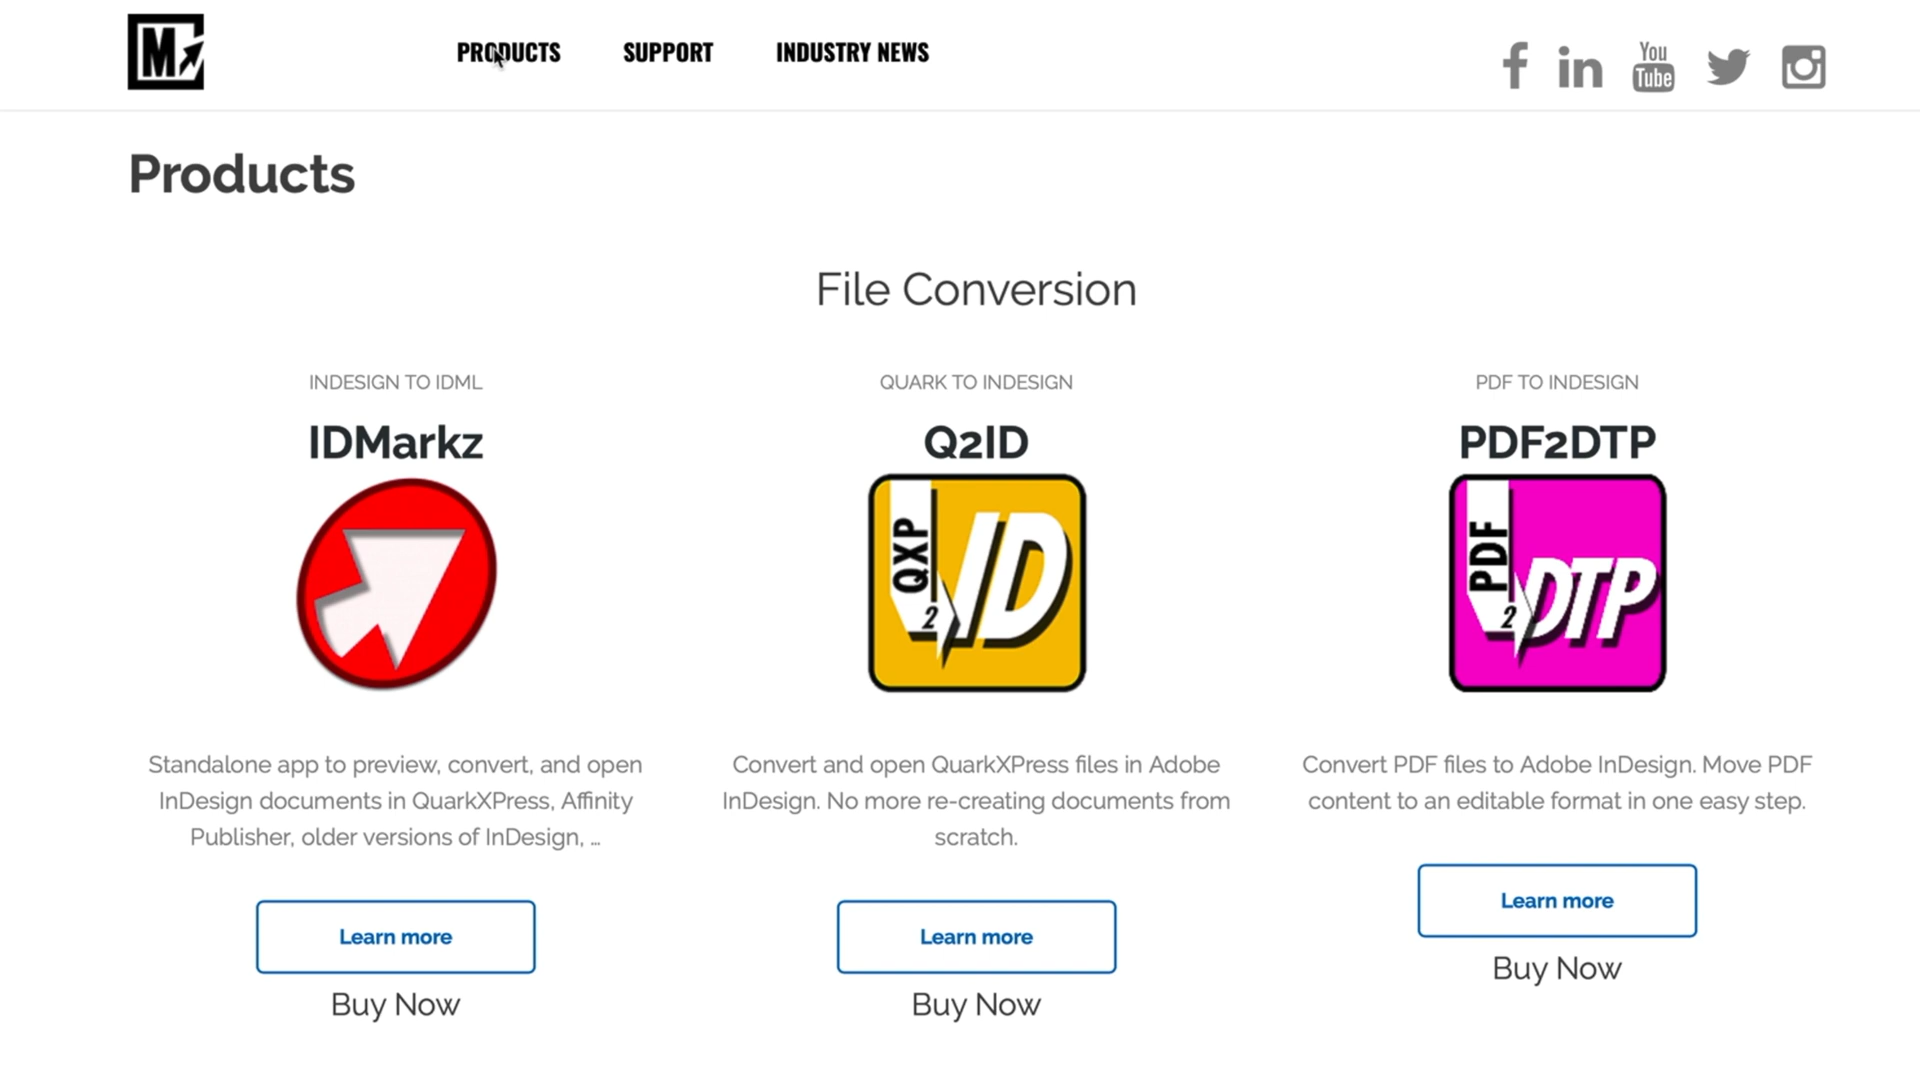 M
PRODUCTS SUPPORT INDUSTRY NEWS
You
Tube
Products
File Conversion
INDESIGN TO IDML
IDMarkz
Standalone app to preview, convert, and open
InDesign documents in QuarkXPress, Affinity
Publisher, older versions of InDesign, ...
Learn more
Buy Now
QUARK TO INDESIGN
Q2ID
QXP
2
ID
Convert and open QuarkXPress files in Adobe
InDesign. No more re-creating documents from
scratch.
Learn more
Buy Now
PDF TO INDESIGN
PDF2DTP
PDF
2
DTP
Convert PDF files to Adobe InDesign. Move PDF
content to an editable format in one easy step.
Learn more
Buy Now